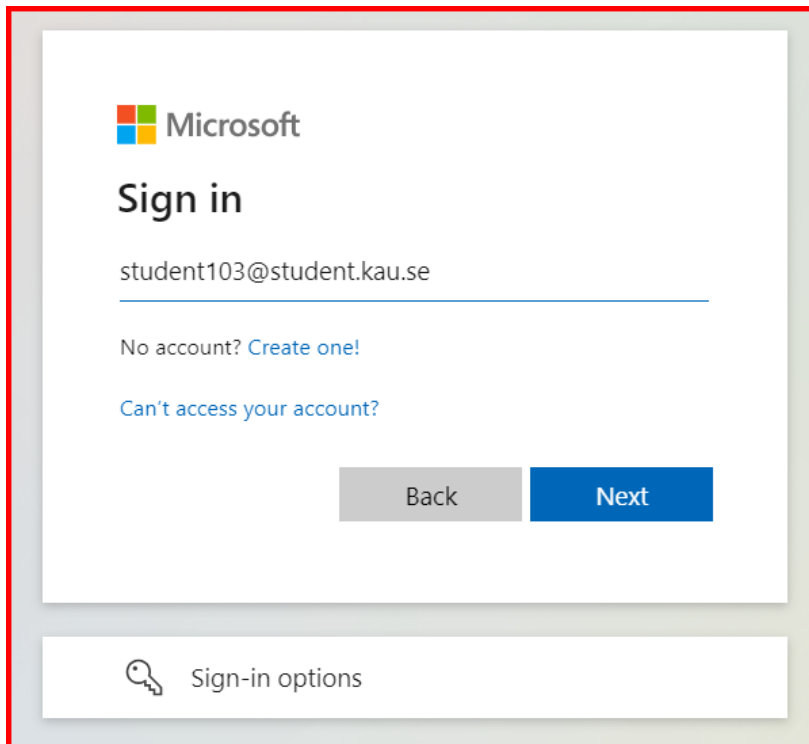 Microsoft
Sign in
student103@student.kau.se
No account? Create one!
Can't access your account?
Back Next
Sign-in options